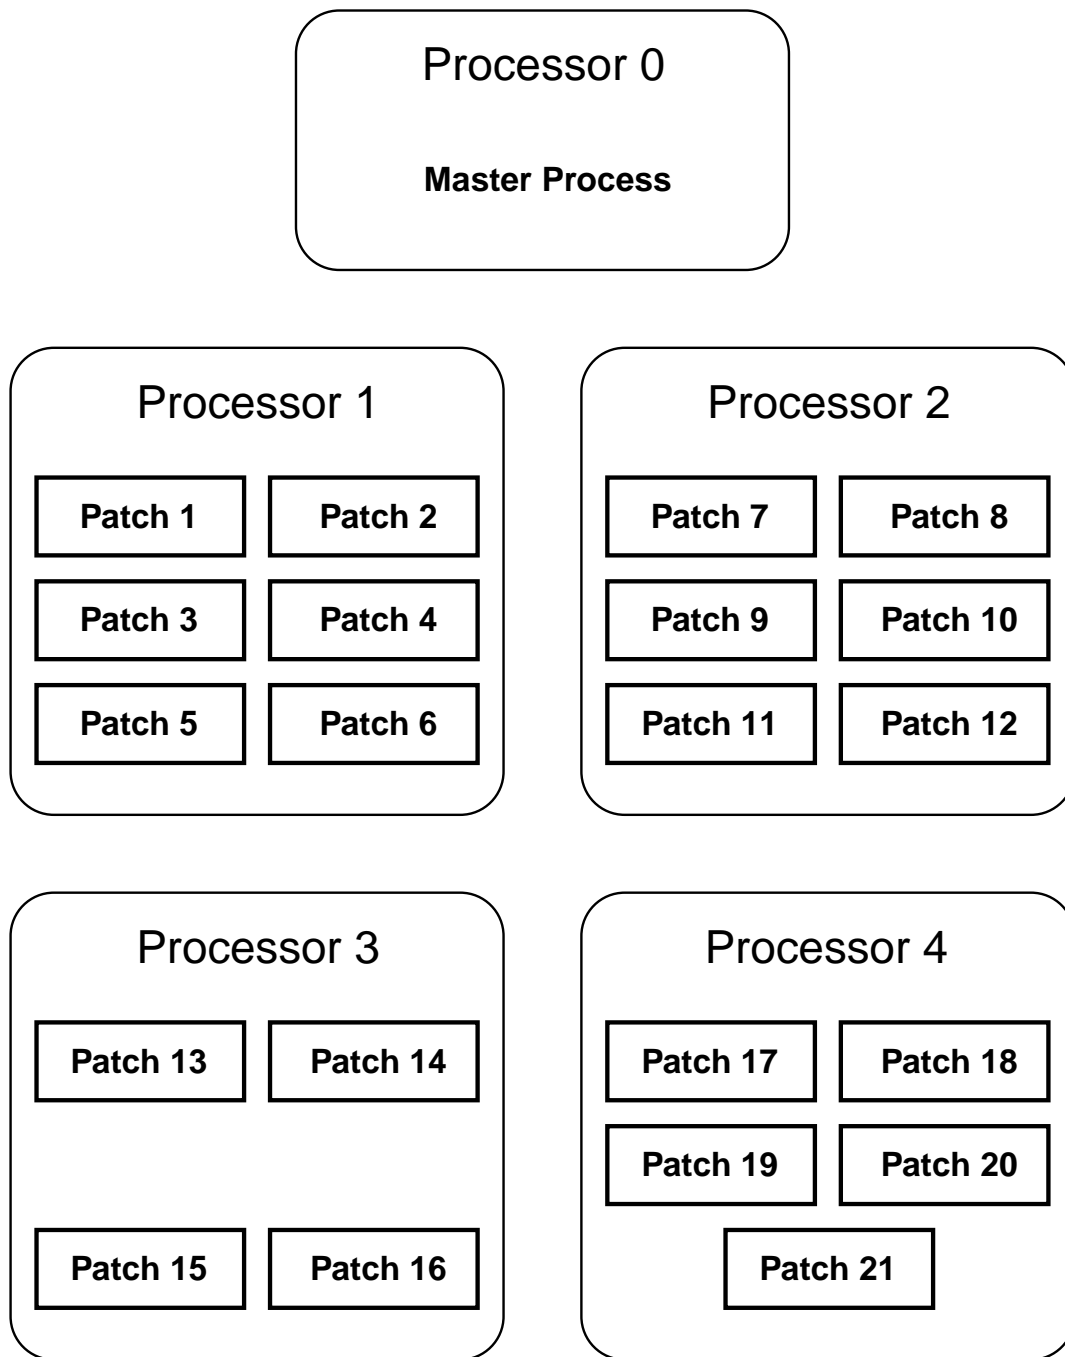 Processor 0
Master Process
Processor 1
Patch 1
Patch 2
Patch 3
Patch 4
Patch 5
Patch 6
Processor 2
Patch 7
Patch 8
Patch 9
Patch 10
Patch 11
Patch 12
Processor 3
Patch 13
Patch 14
Patch 15
Patch 16
Processor 4
Patch 17
Patch 18
Patch 19
Patch 20
Patch 21